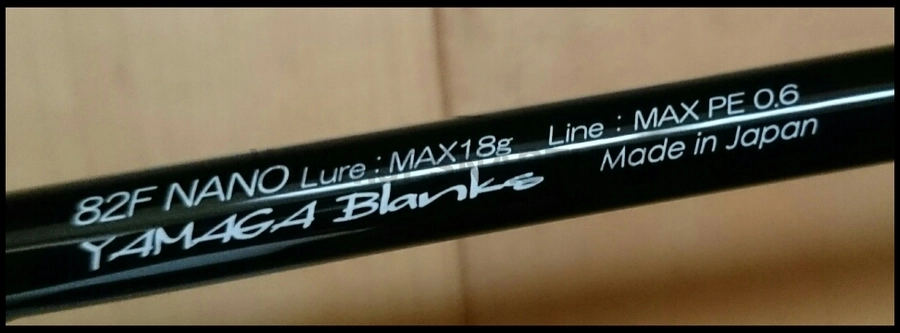 82F NANO Lure : MAX18g Line : MAX PE 0.6
YAMAGA Blanks Made in Japan